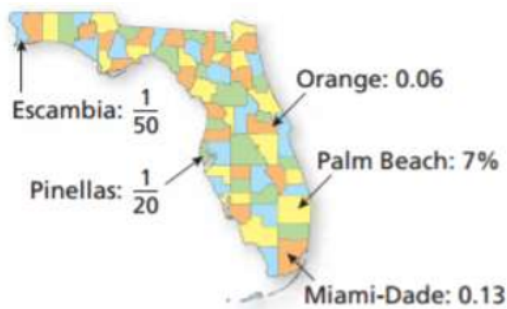 Orange: 0.06
Escambia: 1/50
Palm Beach: 7%
Pinellas: 1/20
Miami-Dade: 0.13